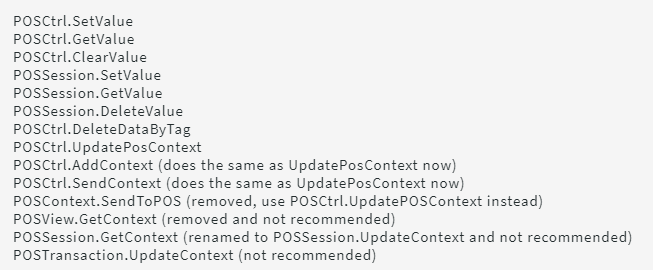 POSCtrl.SetValue
POSCtrl.GetValue
POSCtrl.ClearValue
POSSession.SetValue
POSSession.GetValue
POSSession.DeleteValue
POSCtrl.DeleteDataByTag
POSCtrl.UpdatePosContext
POSCtrl.AddContext (does the same as UpdatePosContext now)
POSCtrl.SendContext (does the same as UpdatePosContext now)
POSContext.SendToPOS (removed, use POSCtrl.UpdatePOSContext instead)
POSView.GetContext (removed and not recommended)
POSSession.GetContext (renamed to POSSession.UpdateContext and not recommended)
POSTransaction.UpdateContext (not recommended)